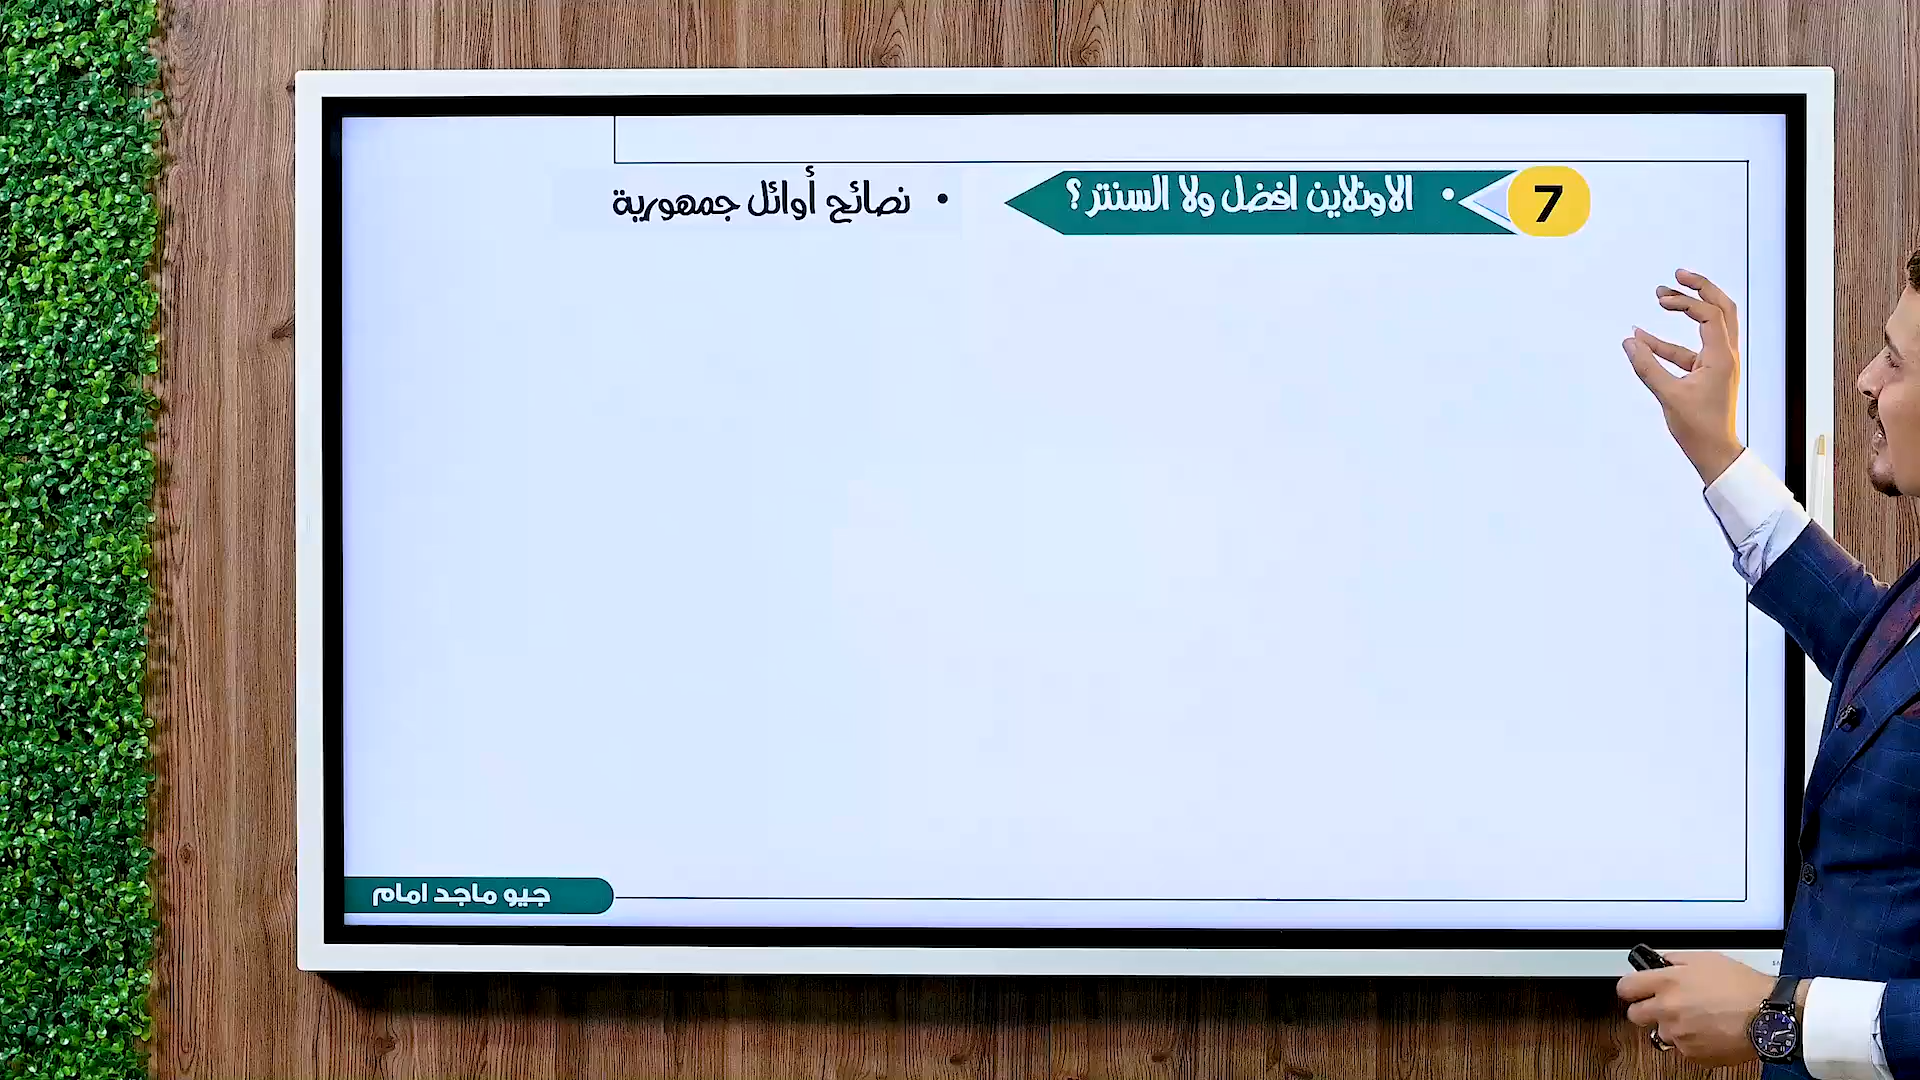 7
• الاونلاين افضل ولا السنتر ؟
• نصائح أوائل جمهورية
جيو ماجد امام